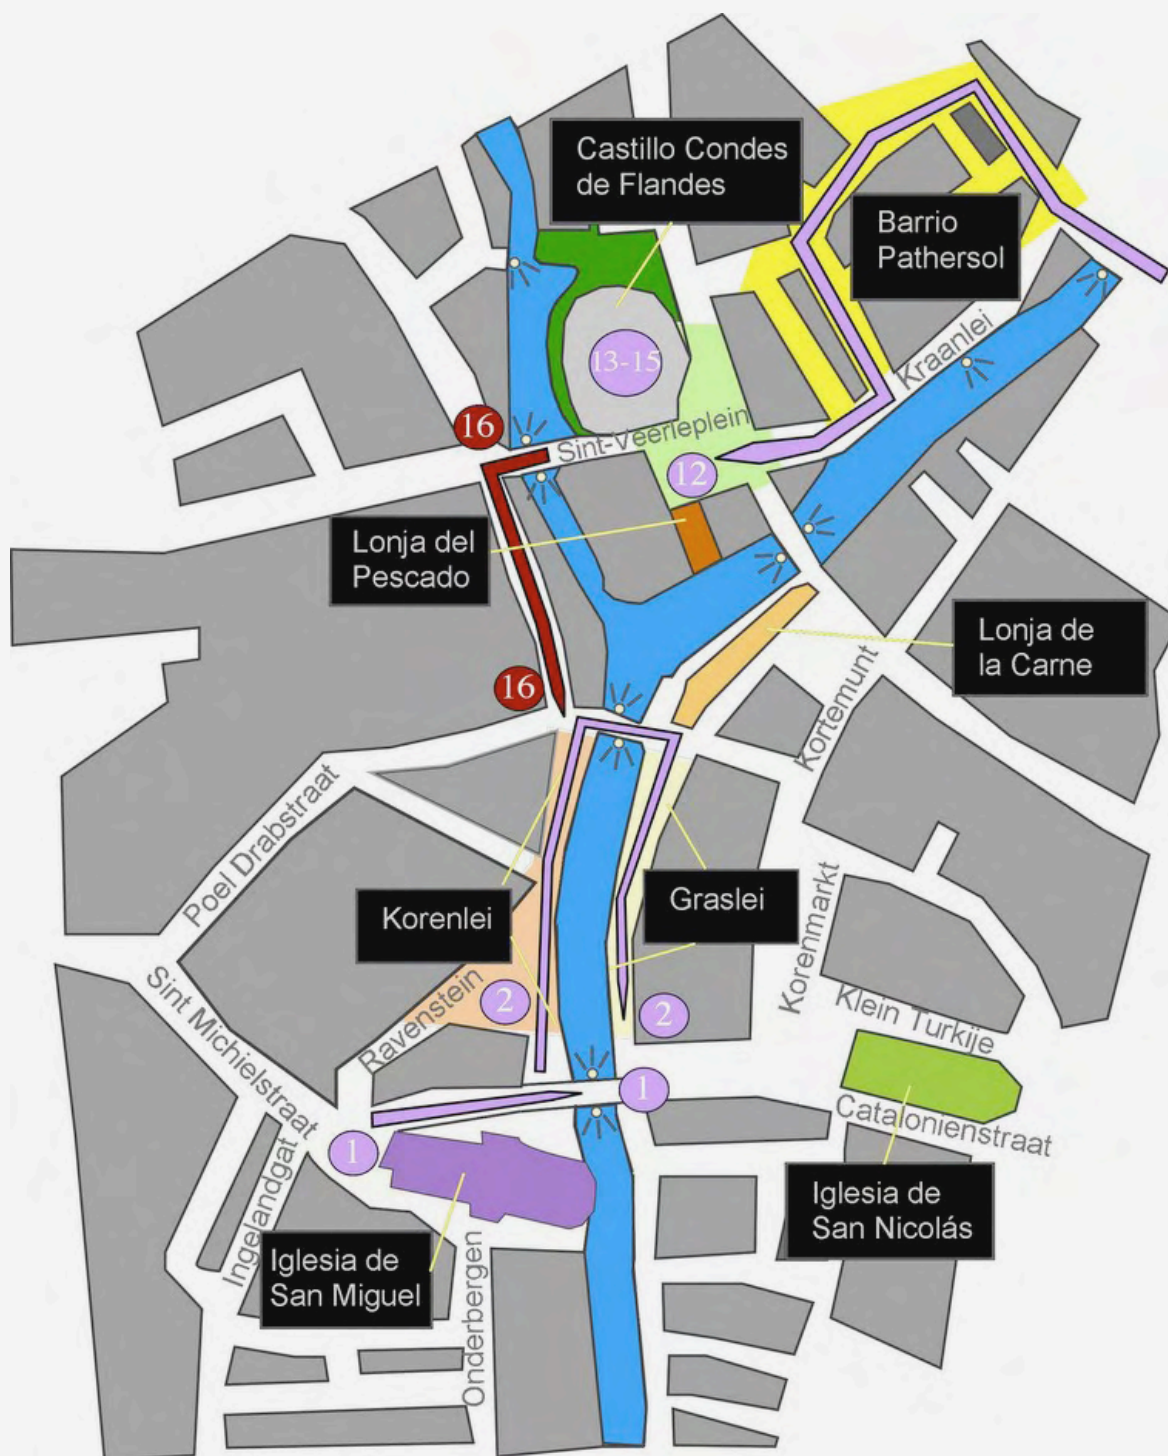 Castillo Condes
de Flandes
Barrio
Pathersol
Kraanlei
13-15
16
Sint-Veerleplein
12
Lonja del
Pescado
Lonja de
la Carne
16
Kortemunt
Poel Drabstraat
Korenlei
Graslei
Korenmarkt
Sint Michielstraat
Ravenstein
2
2
Klein Turkije
1
Catalonienstraat
1
Ingelandgat
Iglesia de
San Nicolás
Iglesia de
San Miguel
Onderbergen